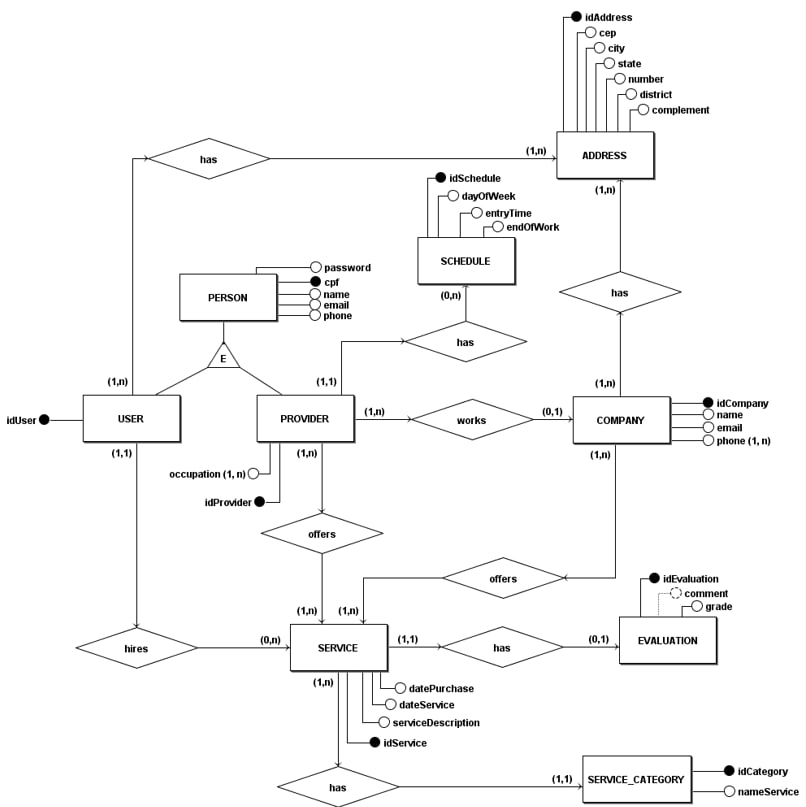 idAddress
cep
city
state
number
district
complement
(1,n)
ADDRESS
has
(1,n)
idSchedule
dayOfWeek
entryTime
endOfWork
SCHEDULE
(0,n)
password
cpf
name
email
phone
PERSON
has
has
E
(1,n)
(1,1)
(1,n)
idUser
USER
PROVIDER
(1,n)
works
(0,1)
COMPANY
idCompany
name
email
phone (1, n)
(1,1)
(1,n)
(1,n)
occupation (1, n)
idProvider
offers
offers
idEvaluation
comment
grade
(1,n)
(1,n)
hires
(0,n)
SERVICE
(1,1)
has
(0,1)
EVALUATION
(1,n)
datePurchase
dateService
serviceDescription
idService
has
(1,1)
SERVICE_CATEGORY
idCategory
nameService